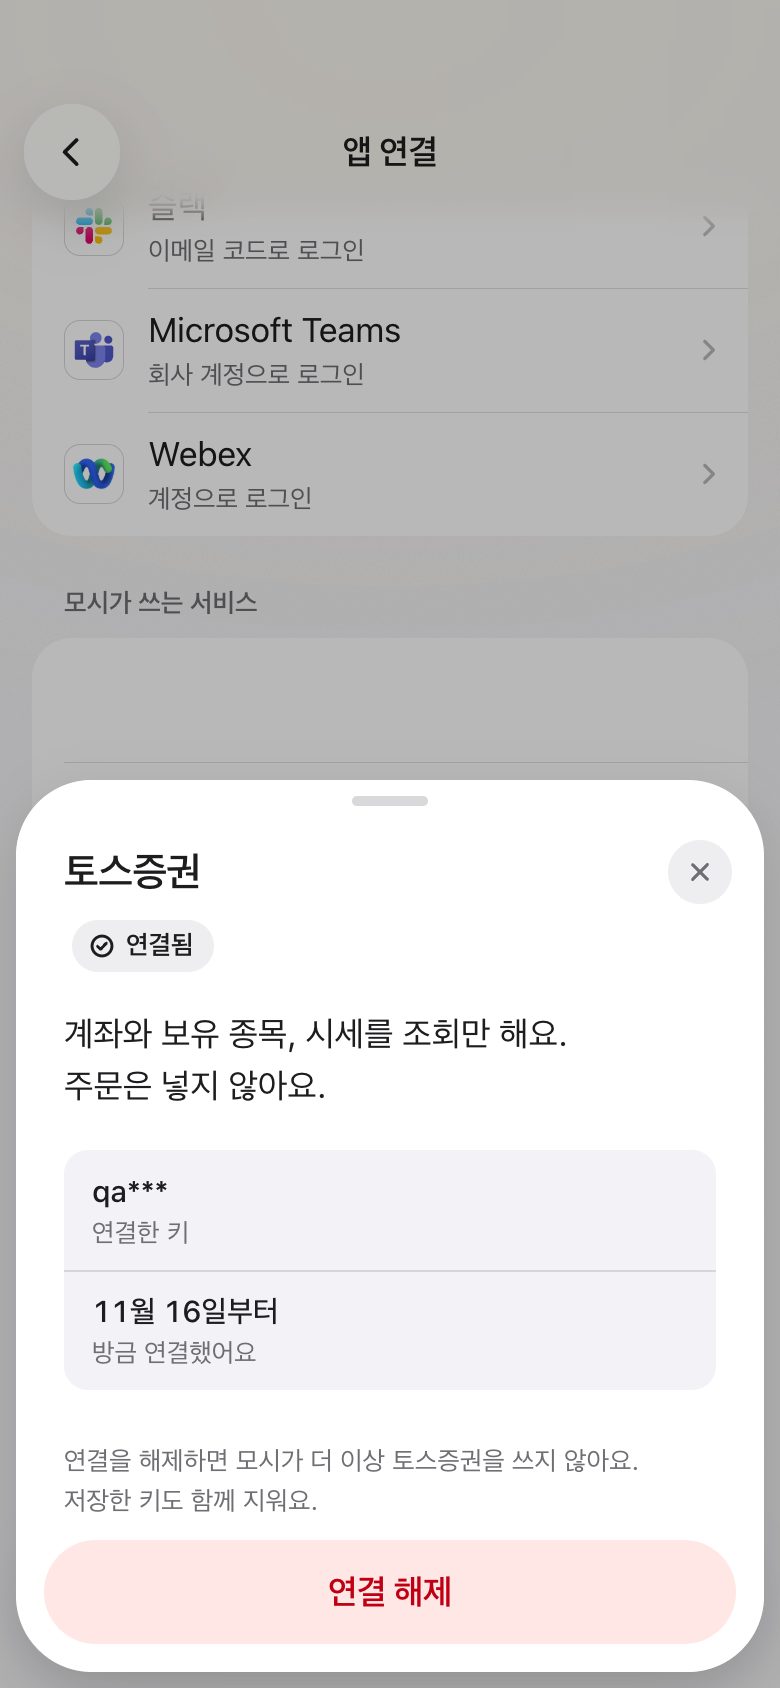 앱 연결
슬랙
이메일 코드로 로그인
Microsoft Teams
회사 계정으로 로그인
Webex
계정으로 로그인
모시가 쓰는 서비스
토스증권
연결됨
계좌와 보유 종목, 시세를 조회만 해요.
주문은 넣지 않아요.
qa***
연결한 키
11월 16일부터
방금 연결했어요
연결을 해제하면 모시가 더 이상 토스증권을 쓰지 않아요.
저장한 키도 함께 지워요.
연결 해제